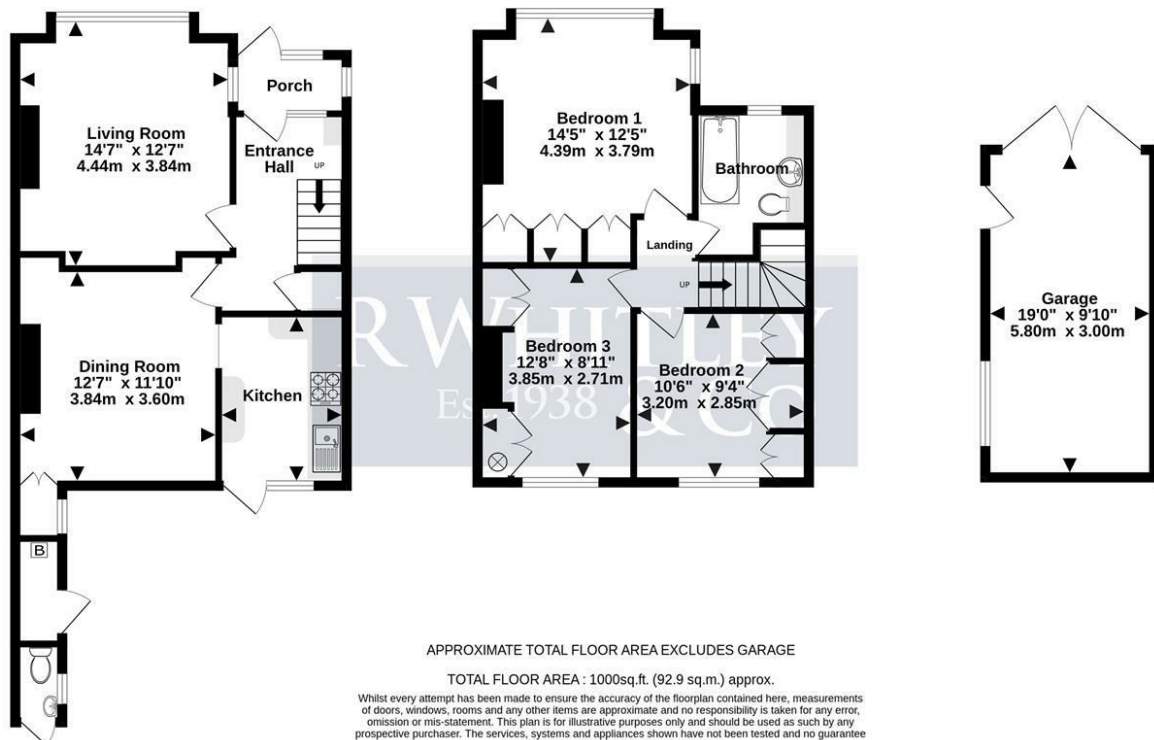 Porch
Living Room
14'7" x 12'7"
4.44m x 3.84m
Entrance
Hall
UP
Dining Room
12'7" x 11'10"
3.84m x 3.60m
Kitchen
B
Bedroom 1
14'5" x 12'5"
4.39m x 3.79m
Bathroom
Landing
UP
Bedroom 3
12'8" x 8'11"
3.85m x 2.71m
Bedroom 2
10'6" x 9'4"
3.20m x 2.85m
Garage
19'0" x 9'10"
5.80m x 3.00m
R WHITLEY
Est. 1938 & CO
APPROXIMATE TOTAL FLOOR AREA EXCLUDES GARAGE
TOTAL FLOOR AREA : 1000sq.ft. (92.9 sq.m.) approx.
Whilst every attempt has been made to ensure the accuracy of the floorplan contained here, measurements
of doors, windows, rooms and any other items are approximate and no responsibility is taken for any error,
omission or mis-statement. This plan is for illustrative purposes only and should be used as such by any
prospective purchaser. The services, systems and appliances shown have not been tested and no guarantee